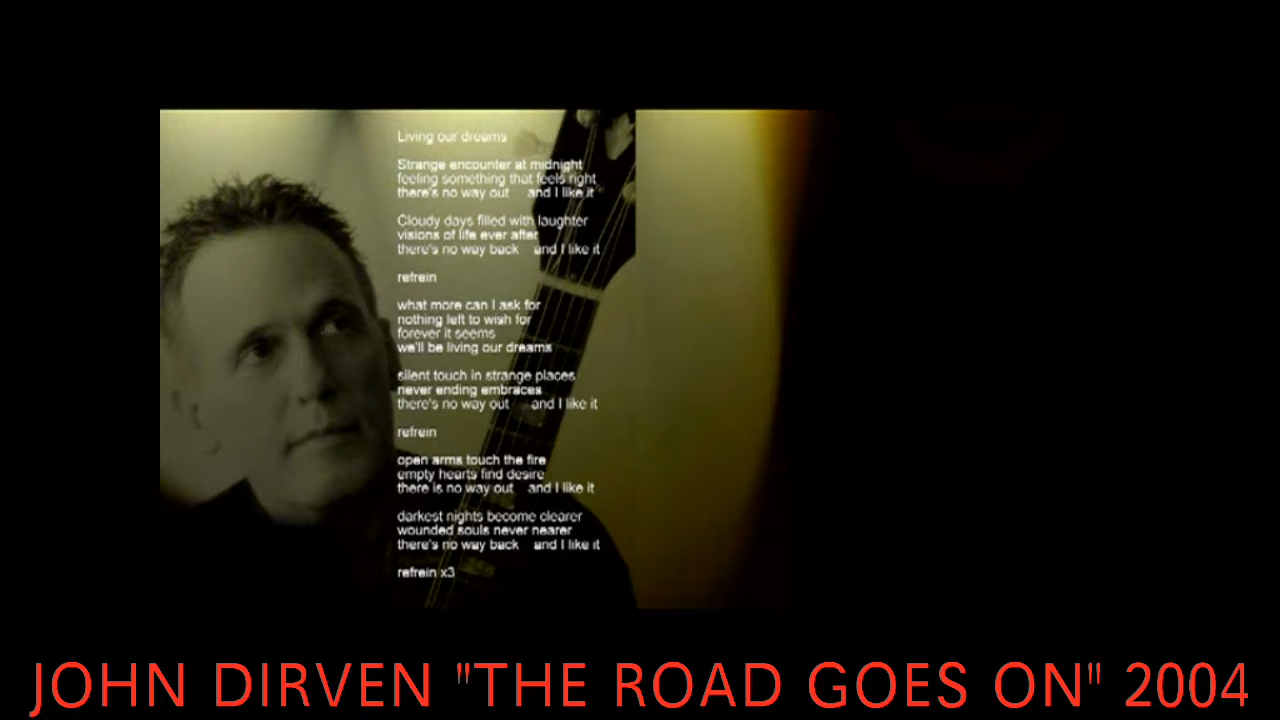 Living our dreams
Strange encounter at midnight
feeling something that feels right
there's no way out and I like it
Cloudy days filled with laughter
visions of life ever after
there's no way back and I like it
refrein
what more can I ask for
nothing left to wish for
forever it seems
we'll be living our dreams
silent touch in strange places
never ending embraces
there's no way out and I like it
refrein
open arms touch the fire
empty hearts find desire
there is no way out and I like it
darkest nights become clearer
wounded souls never nearer
there's no way back and I like it
refrein x3
JOHN DIRVEN "THE ROAD GOES ON" 2004